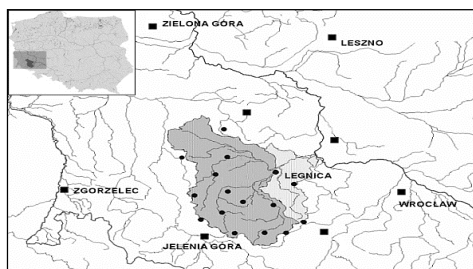 ZIELONA GÓRA
LESZNO
LEGNICA
ZGORZELEC
WROCŁAW
JELENIA GÓRA